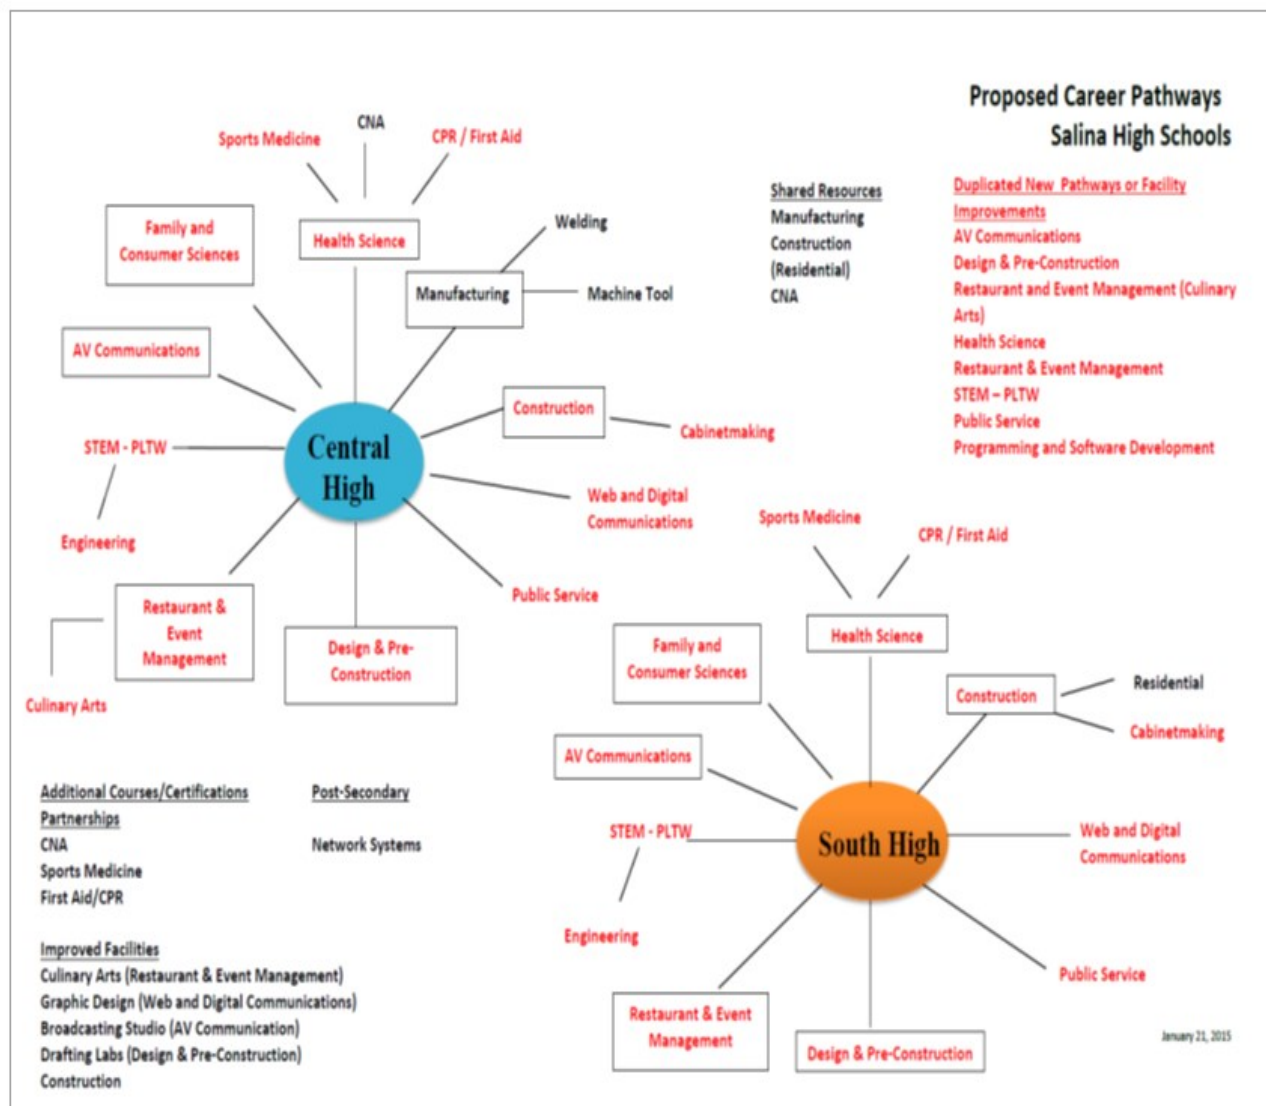 Proposed Career Pathways
Salina High Schools
CNA
Sports Medicine
CPR / First Aid
Family and
Consumer Sciences
Health Science
Welding
Manufacturing
Machine Tool
AV Communications
Construction
Cabinetmaking
STEM - PLTW
Central
High
Web and Digital
Communications
Engineering
Public Service
Restaurant &
Event
Management
Design & Pre-
Construction
Culinary Arts
Shared Resources
Manufacturing
Construction
(Residential)
CNA
Duplicated New Pathways or Facility
Improvements
AV Communications
Design & Pre-Construction
Restaurant and Event Management (Culinary
Arts)
Health Science
Restaurant & Event Management
STEM – PLTW
Public Service
Programming and Software Development
Sports Medicine
CPR / First Aid
Health Science
Family and
Consumer Sciences
Residential
Construction
Cabinetmaking
AV Communications
STEM - PLTW
South High
Web and Digital
Communications
Engineering
Public Service
Restaurant & Event
Management
Design & Pre-Construction
Additional Courses/Certifications
Partnerships
CNA
Sports Medicine
First Aid/CPR
Post-Secondary
Network Systems
Improved Facilities
Culinary Arts (Restaurant & Event Management)
Graphic Design (Web and Digital Communications)
Broadcasting Studio (AV Communication)
Drafting Labs (Design & Pre-Construction)
Construction
January 21, 2015